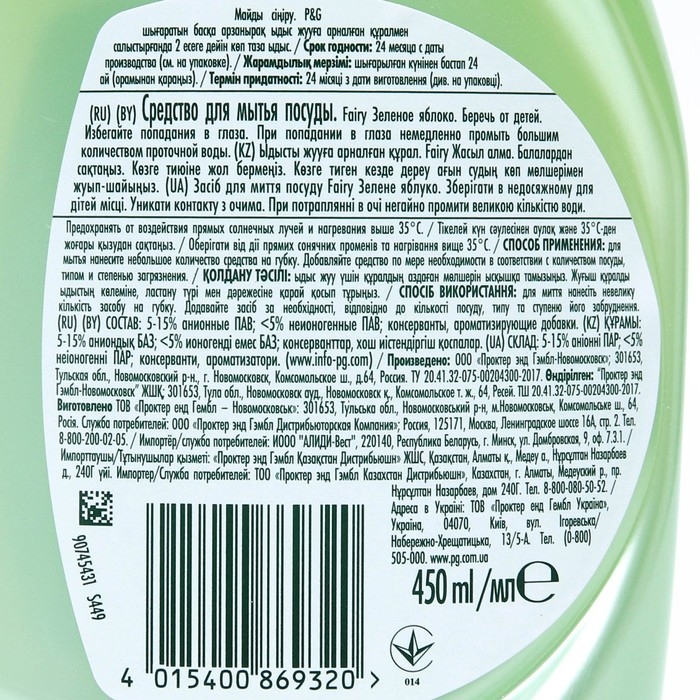 Майды сіңіру. P&G
шығаратын басқа арзанырақ ыдыс жууға арналған құралмен
салыстырғанда 2 есеге дейін көп таза ыдыс. / Срок годности: 24 месяца с даты
производства (см. на упаковке). / Жарамдылық мерзімі: шығарылған күнінен бастап 24
ай (орамынан қараңыз). / Термін придатності: 24 місяці з дати виготовлення (див. на упаковці).
(RU) (BY) Средство для мытья посуды. Fairy Зеленое яблоко. Беречь от детей.
Избегайте попадания в глаза. При попадании в глаза немедленно промыть большим
количеством проточной воды. (KZ) Ыдысты жууға арналған құрал. Fairy Жасыл алма. Балалардан
сақтаңыз. Көзге тиюіне жол бермеңіз. Көзге тиген кезде дереу ағын судың көп мөлшерімен
жуып-шайыңыз. (UA) Засіб для миття посуду Fairy Зелене яблуко. Зберігати в недосяжному для
дітей місці. Уникати контакту з очима. При потраплянні в очі негайно промити великою кількістю води.
Предохранять от воздействия прямых солнечных лучей и нагревания выше 35°C. / Тікелей күн сәулесінен аулақ және 35°C-ден
жоғары қызудан сақтаңыз. / Оберігати від дії прямих сонячних променів та нагрівання вище 35°C. / СПОСОБ ПРИМЕНЕНИЯ: для
мытья нанесите небольшое количество средства на губку. Добавляйте средство по мере необходимости в соответствии с количеством посуды,
типом и степенью загрязнения. / ҚОЛДАНУ ТӘСІЛІ: ыдыс жуу үшін құралдың аздаған мөлшерін ысқышқа тамызыңыз. Жуғыш құралды
ыдыстың көлеміне, ластану түрі мен дәрежесіне қарай қосып тұрыңыз. / СПОСІБ ВИКОРИСТАННЯ: для миття нанесіть невелику
кількість засобу на губку. Додавайте засіб за необхідності, відповідно до кількості посуду, типу та ступеню його забруднення.
(RU) (BY) СОСТАВ: 5-15% анионные ПАВ; <5% неионогенные ПАВ; консерванты, ароматизирующие добавки. (KZ) ҚҰРАМЫ:
5-15% аниондық БАЗ; <5% ионогенді емес БАЗ; консерванттар, хош иістендіргіш қоспалар. (UA) СКЛАД: 5-15% аніонні ПАР; <5%
неіоногенні ПАР; консерванти, ароматизатори. (www.info-pg.com) / Произведено: ООО «Проктер энд Гэмбл-Новомосковск»; 301653,
Тульская обл., Новомосковский р-н., г. Новомосковск, Комсомольское ш., д.64, Россия. ТУ 20.41.32-075-00204300-2017. Өндірілген: "Проктер энд
Гэмбл-Новомосковск" ЖШҚ; 301653, Тула обл., Новомосковск ауд., Новомосковск қ., Комсомольское т. ж., 64, Ресей. ТШ 20.41.32-075-00204300-2017.
Виготовлено ТОВ «Проктер енд Гембл – Новомосковськ»: 301653, Тульська обл., Новомосковський р-н, м.Новомосковськ, Комсомольське ш., 64,
Росія. Служба потребителей: ООО «Проктер энд Гэмбл Дистрибьюторская Компания»; Россия, 125171, Москва, Ленинградское шоссе 16А, стр. 2. Тел.
8-800-200-02-05. / Импортёр/служба потребителей: ИООО "АЛИДИ-Вест", 220140, Республика Беларусь, г. Минск, ул. Домбровская, 9, оф. 7.3.1. /
Импорттаушы/Тұтынушылар қызметі: «Проктер энд Гэмбл Қазақстан Дистрибьюшн» ЖШС, Қазақстан, Алматы қ., Медеу а., Нұрсұлтан Назарбаев
д., 240Г үйі. Импортер/Служба потребителей: ТОО «Проктер энд Гэмбл Казахстан Дистрибьюшн», Казахстан, г. Алматы, Медеуский р., пр.
Нурсултан Назарбаев, дом 240Г. Тел. 8-800-080-50-52. /
Адреса в Україні: ТОВ «Проктер енд Гембл Україна»,
Україна, 04070, Київ, вул. Ігорівська/
Набережно-Хрещатицька, 13/5-А. Тел. (0-800)
505-000. www.pg.com.ua
90745431 S449
450 ml/мл e
4 015400 869320 >
014